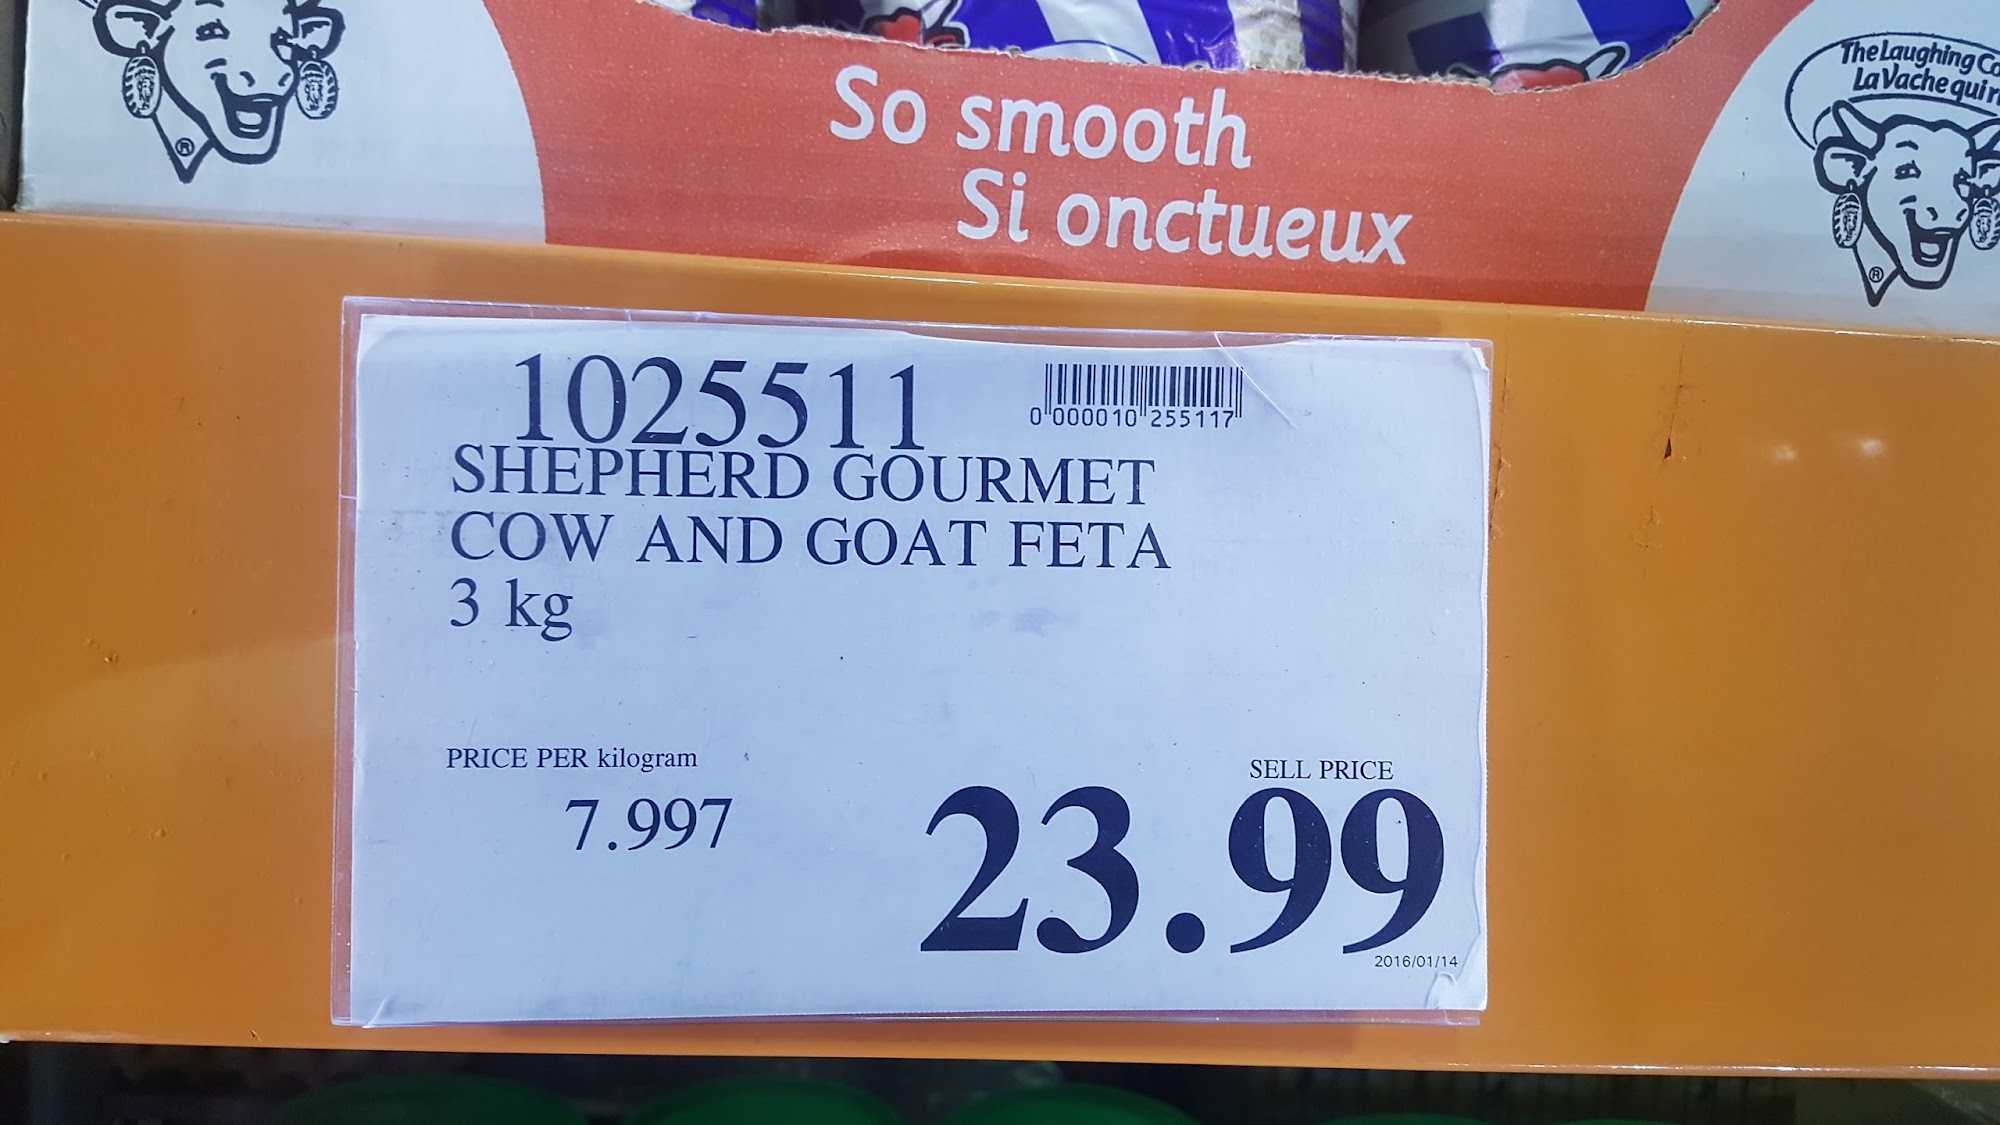 The Laughing Co
La Vache qui ri
So smooth
Si onctueux
®
®
1025511
0 000010 255117
SHEPHERD GOURMET
COW AND GOAT FETA
3 kg
PRICE PER kilogram
7.997
SELL PRICE
23.99
2016/01/14